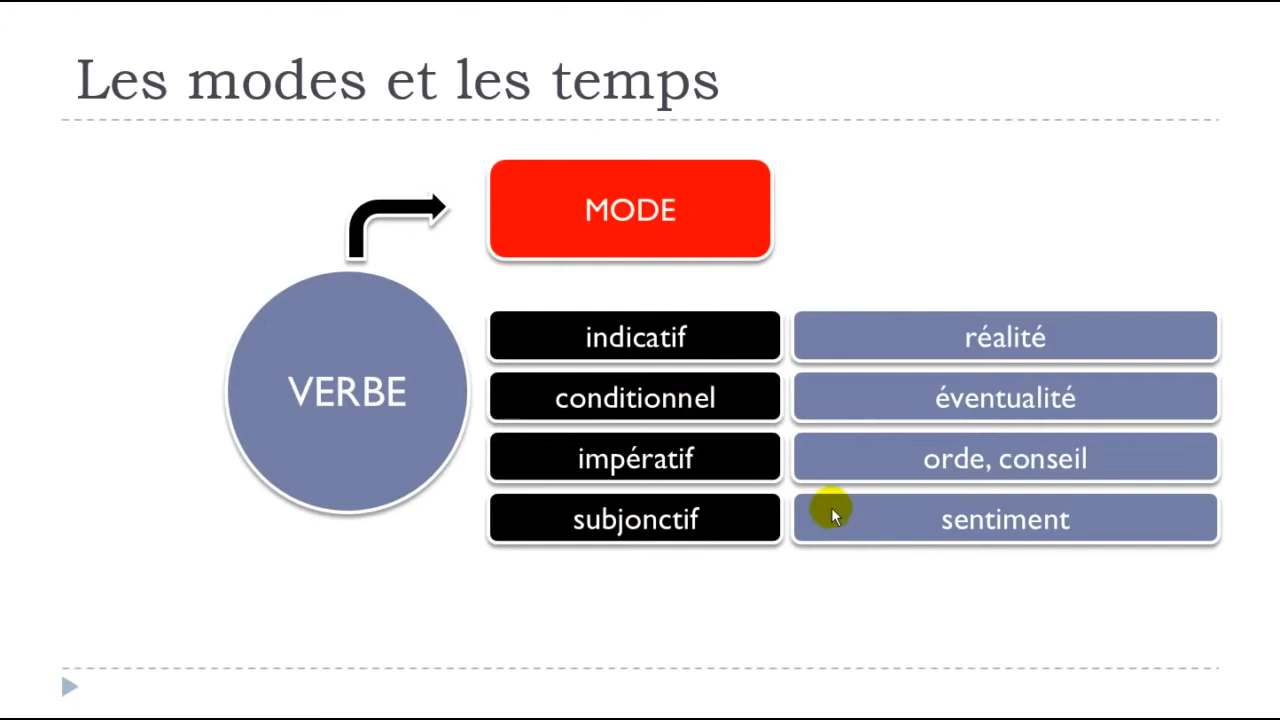 Les modes et les temps
MODE
VERBE
indicatif réalité
conditionnel éventualité
impératif orde, conseil
subjonctif sentiment